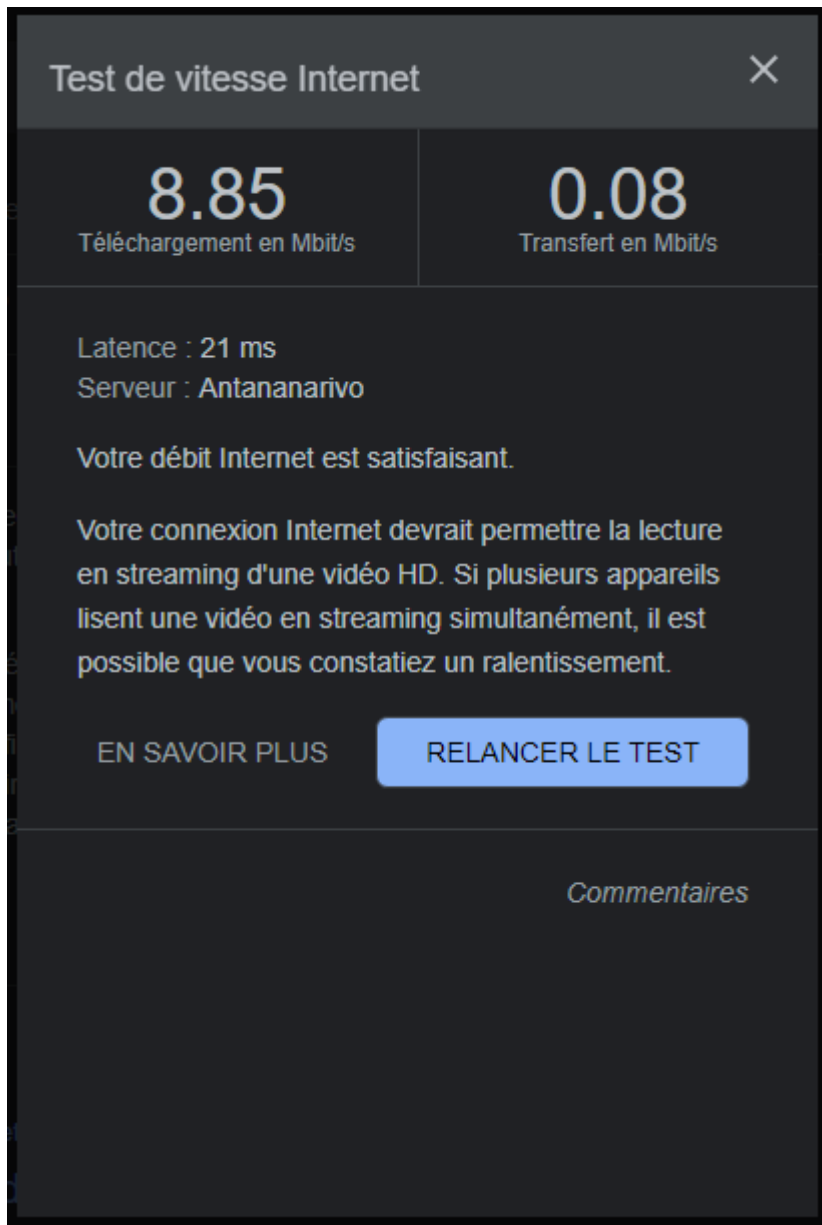 Test de vitesse Internet
8.85
Téléchargement en Mbit/s
0.08
Transfert en Mbit/s
Latence : 21 ms
Serveur : Antananarivo
Votre débit Internet est satisfaisant.
Votre connexion Internet devrait permettre la lecture
en streaming d'une vidéo HD. Si plusieurs appareils
lisent une vidéo en streaming simultanément, il est
possible que vous constatiez un ralentissement.
EN SAVOIR PLUS
RELANCER LE TEST
Commentaires